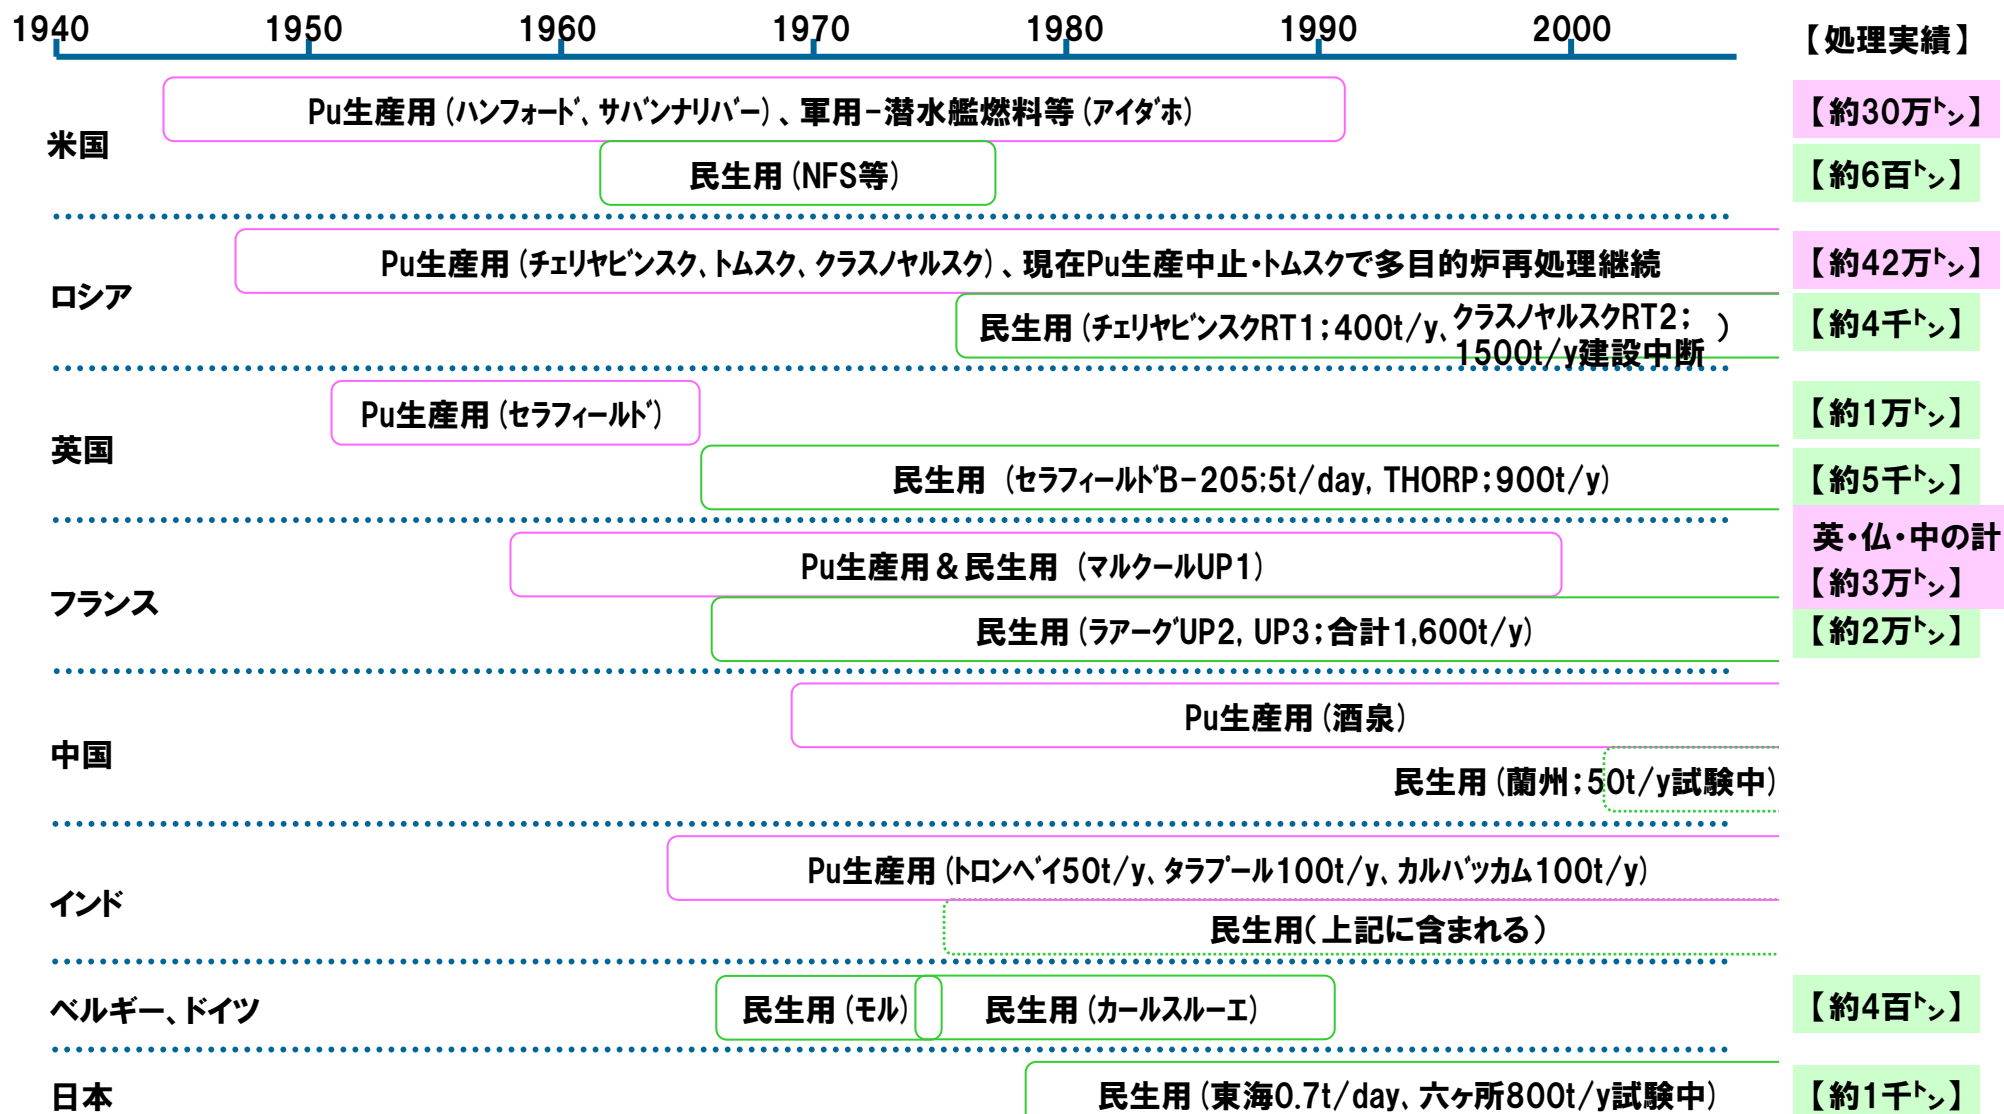 1940 1950 1960 1970 1980 1990 2000 【処理実績】
Pu生産用(ハンフォード、サバンナリバー)、軍用-潜水艦燃料等(アイダホ) 【約30万トン】
米国
民生用(NFS等) 【約6百トン】
Pu生産用(チェリヤビンスク、トムスク、クラスノヤルスク)、現在Pu生産中止・トムスクで多目的炉再処理継続 【約42万トン】
ロシア
民生用(チェリヤビンスクRT1;400t/y、クラスノヤルスクRT2; 【約4千トン】
1500t/y建設中断)
Pu生産用(セラフィールド) 【約1万トン】
英国
民生用 (セラフィールドB-205;5t/day, THORP;900t/y) 【約5千トン】
英・仏・中の計
Pu生産用&民生用 (マルクールUP1) 【約3万トン】
フランス
民生用(ラアーグUP2, UP3;合計1,600t/y) 【約2万トン】
Pu生産用(酒泉)
中国
民生用(蘭州;50t/y試験中)
Pu生産用(トロンベイ50t/y、タラプール100t/y、カルパッカム100t/y)
インド
民生用(上記に含まれる)
ベルギー、ドイツ 民生用(モル) 民生用(カールスルーエ) 【約4百トン】
日本 民生用(東海0.7t/day、六ヶ所800t/y試験中) 【約1千トン】